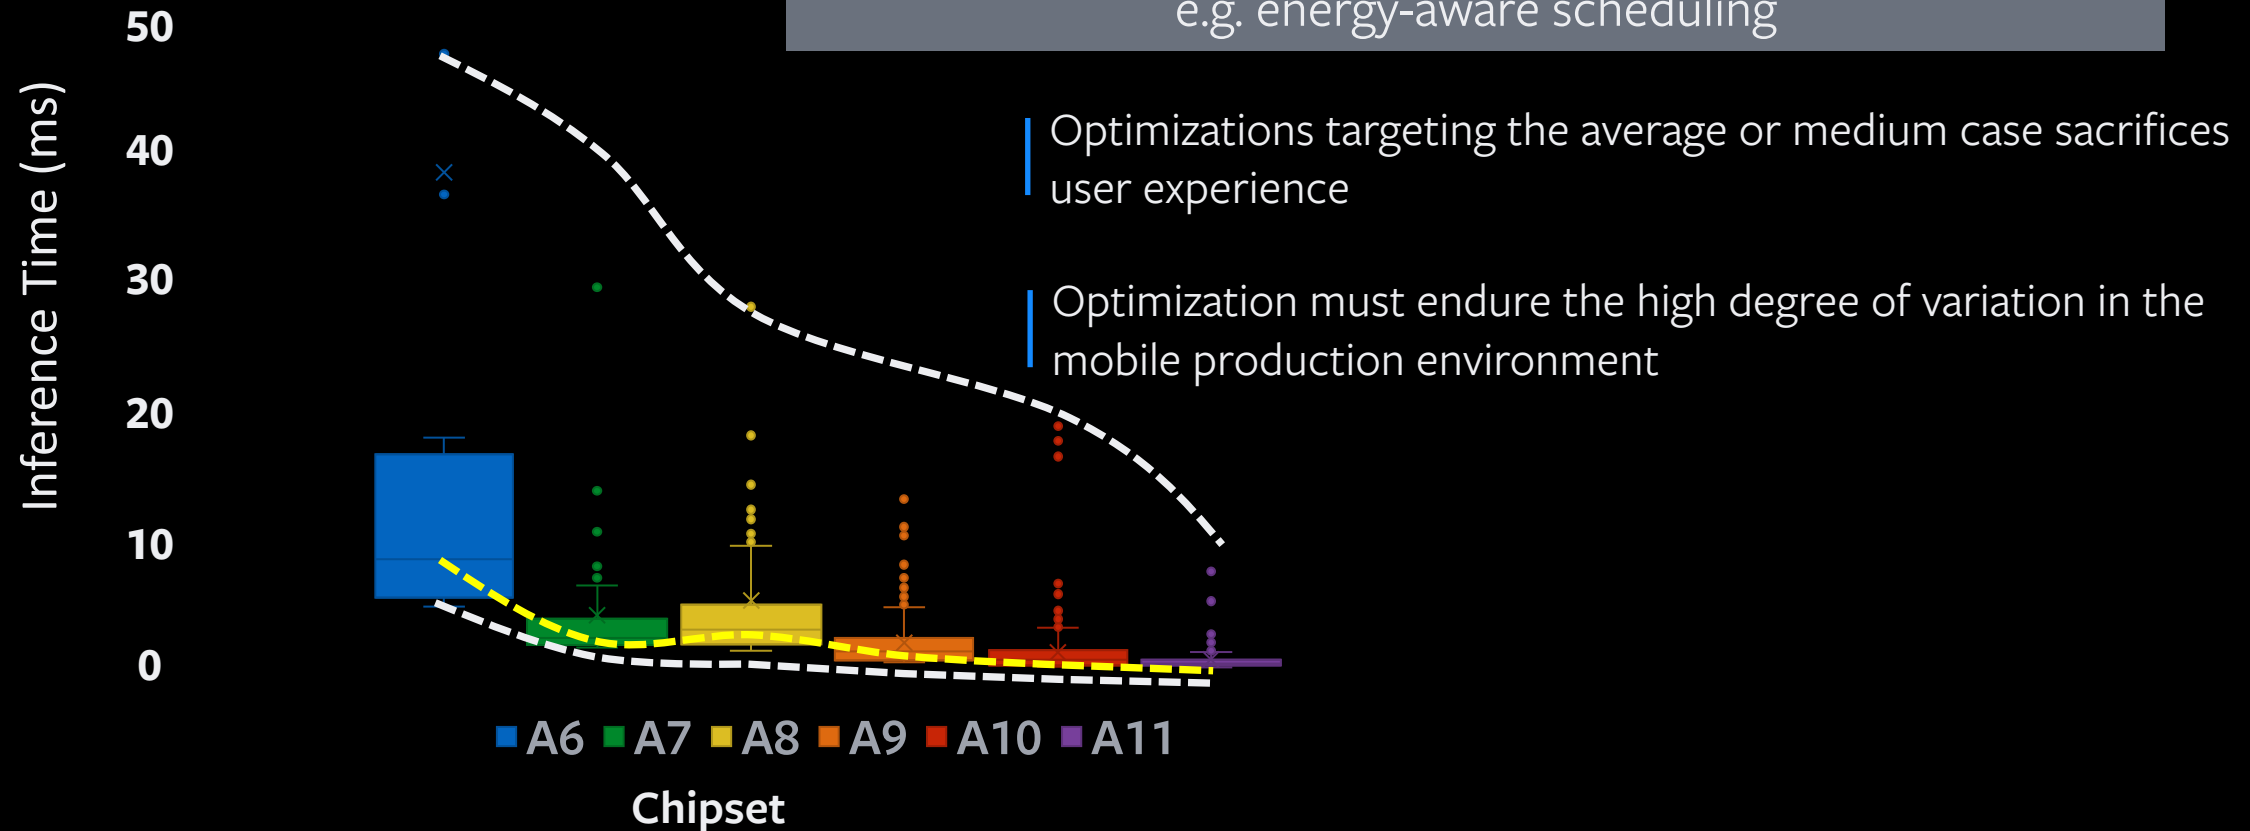 e.g. energy-aware scheduling
Optimizations targeting the average or medium case sacrifices
user experience
Optimization must endure the high degree of variation in the
mobile production environment
Inference Time (ms)
50
40
30
20
10
0
A6 A7 A8 A9 A10 A11
Chipset